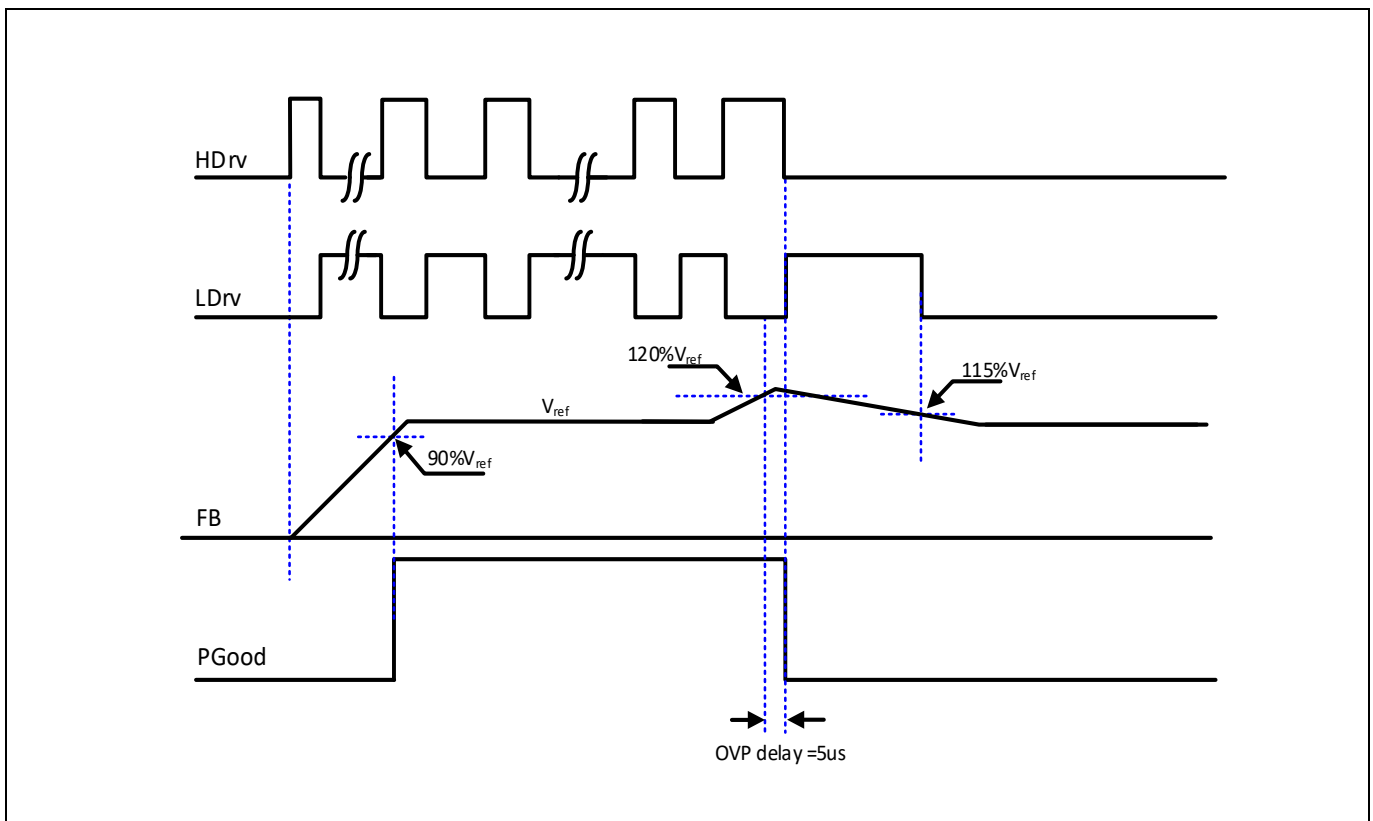 HDrv
LDrv
120%Vref
115%Vref
Vref
90%Vref
FB
PGood
OVP delay =5us